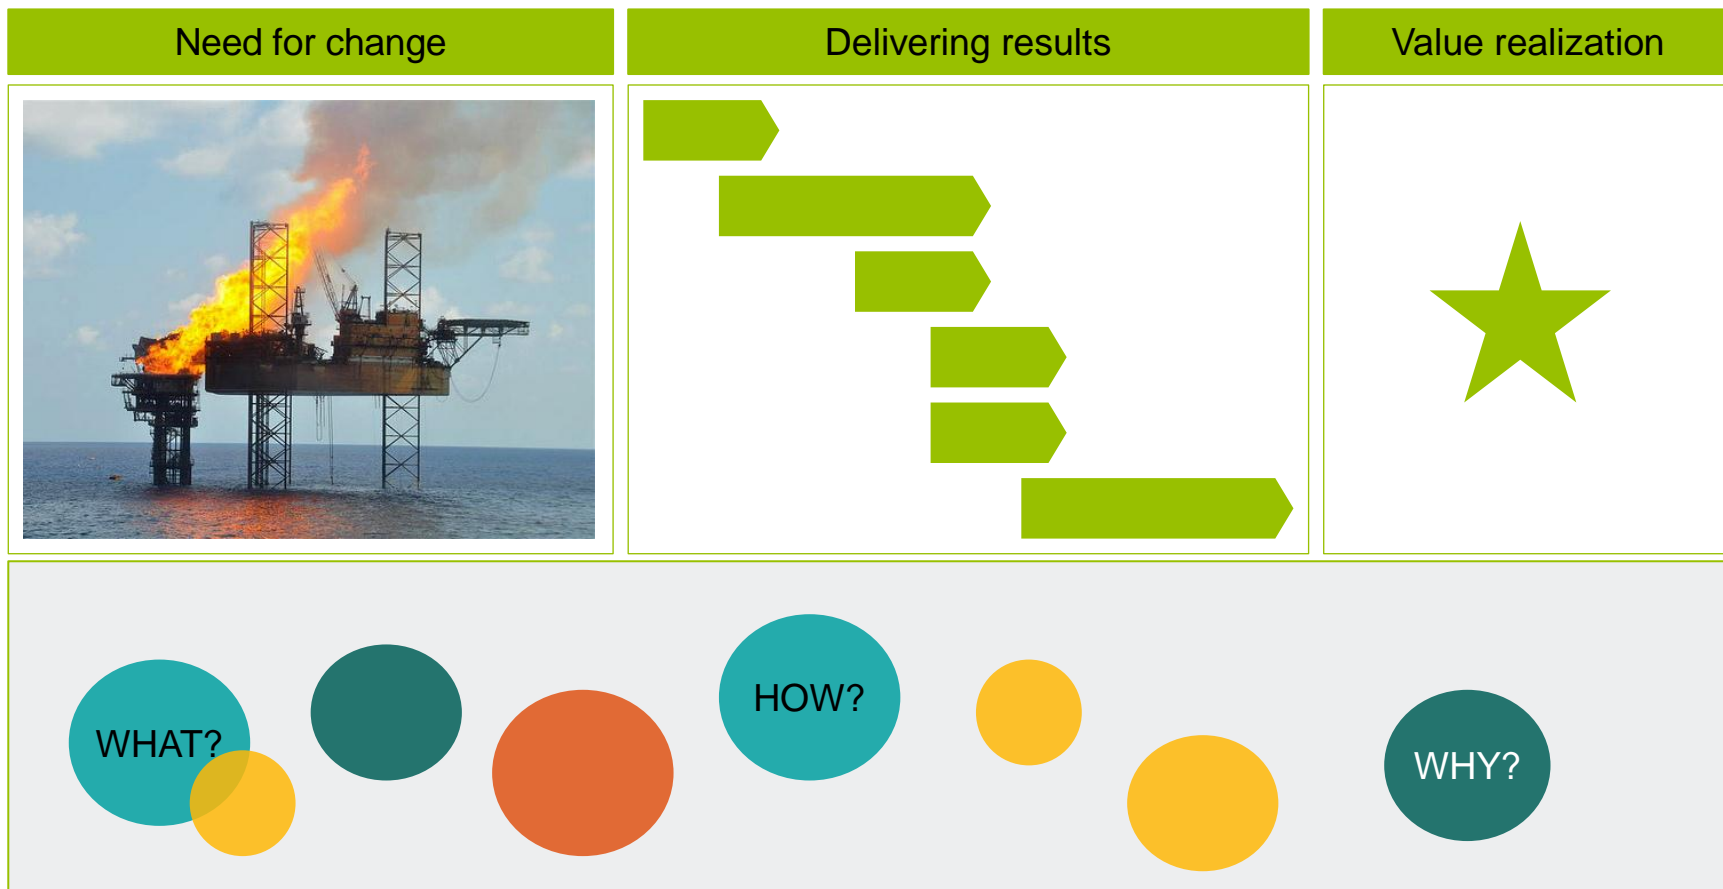 Need for change
Delivering results
Value realization
WHAT?
HOW?
WHY?